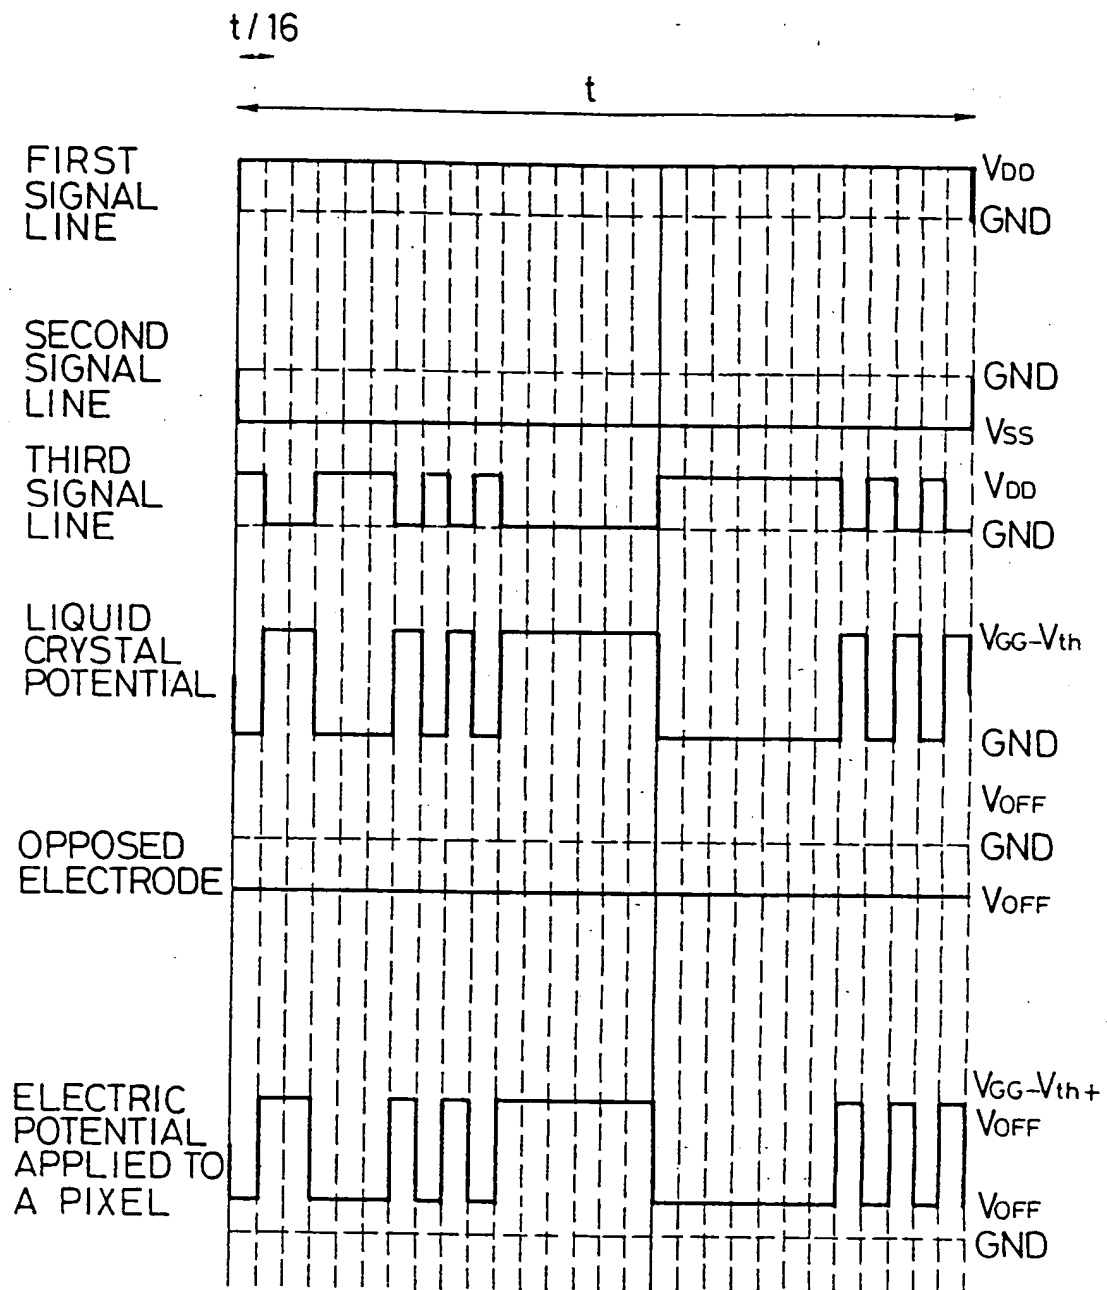 t/16
t
FIRST
SIGNAL
LINE
VDD
GND
SECOND
SIGNAL
LINE
GND
VSS
THIRD
SIGNAL
LINE
VDD
GND
LIQUID
CRYSTAL
POTENTIAL
VGG-Vth
GND
VOFF
GND
OPPOSED
ELECTRODE
VOFF
ELECTRIC
POTENTIAL
APPLIED TO
A PIXEL
VGG-Vth+
VOFF
VOFF
GND